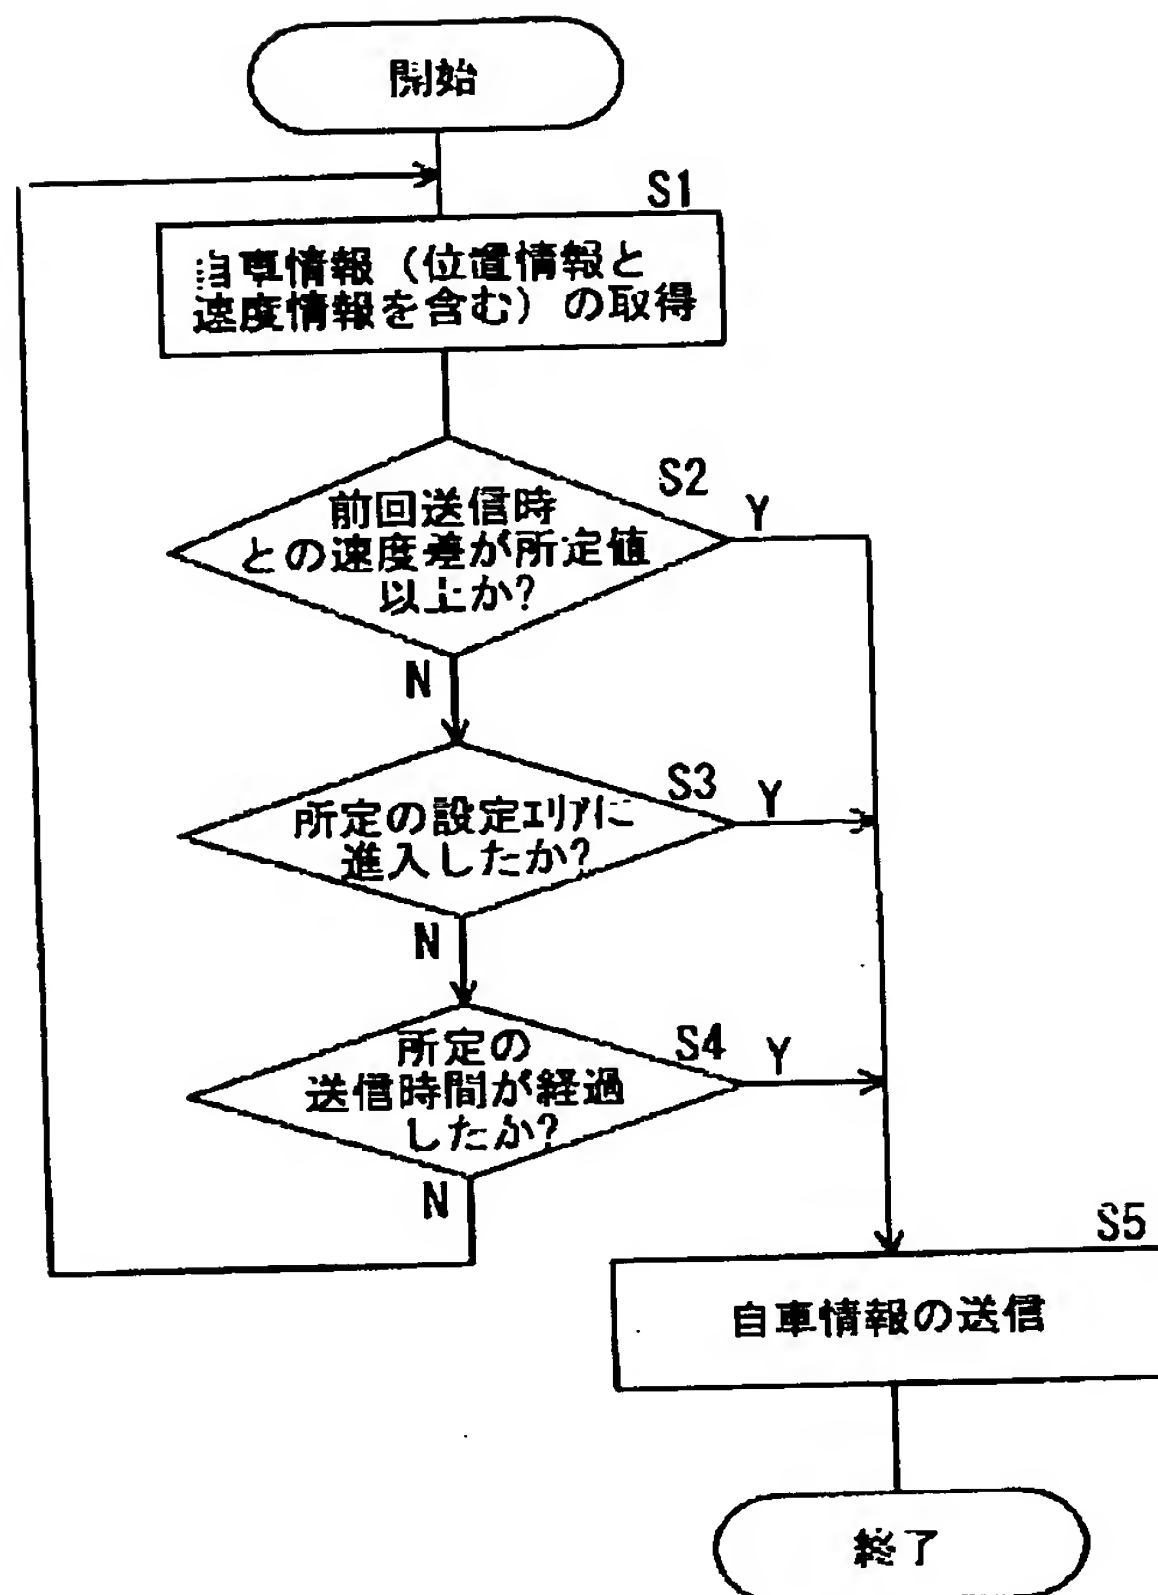 開始
S1
自車情報（位置情報と
速度情報を含む）の取得
S2
前回送信時
との速度差が所定値
以上か?
Y
N
S3
所定の設定エリアに
進入したか?
Y
N
S4
所定の
送信時間が経過
したか?
Y
N
S5
自車情報の送信
終了